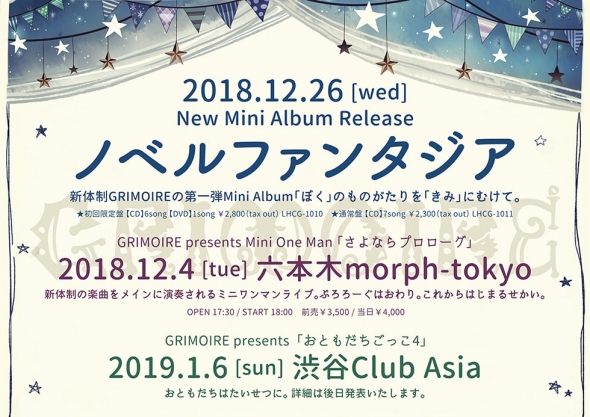 2018.12.26 [wed]
New Mini Album Release
ノベルファンタジア
新体制GRIMOIREの第一弾Mini Album「ぼく」のものがたりを「きみ」にむけて。
★初回限定盤【CD】6song【DVD】1song ￥2,800(tax out) LHCG-1010 ★通常盤【CD】7song ￥2,300(tax out) LHCG-1011
GRIMOIRE
GRIMOIRE presents Mini One Man「さよならプロローグ」
2018.12.4 [tue] 六本木morph-tokyo
新体制の楽曲をメインに演奏されるミニワンマンライブ。ぷろろーぐはおわり。これからはじまるせかい。
OPEN 17:30 / START 18:00 前売￥3,500 / 当日￥4,000
GRIMOIRE presents「おともだちごっこ4」
2019.1.6 [sun] 渋谷Club Asia
おともだちはたいせつに。詳細は後日発表いたします。